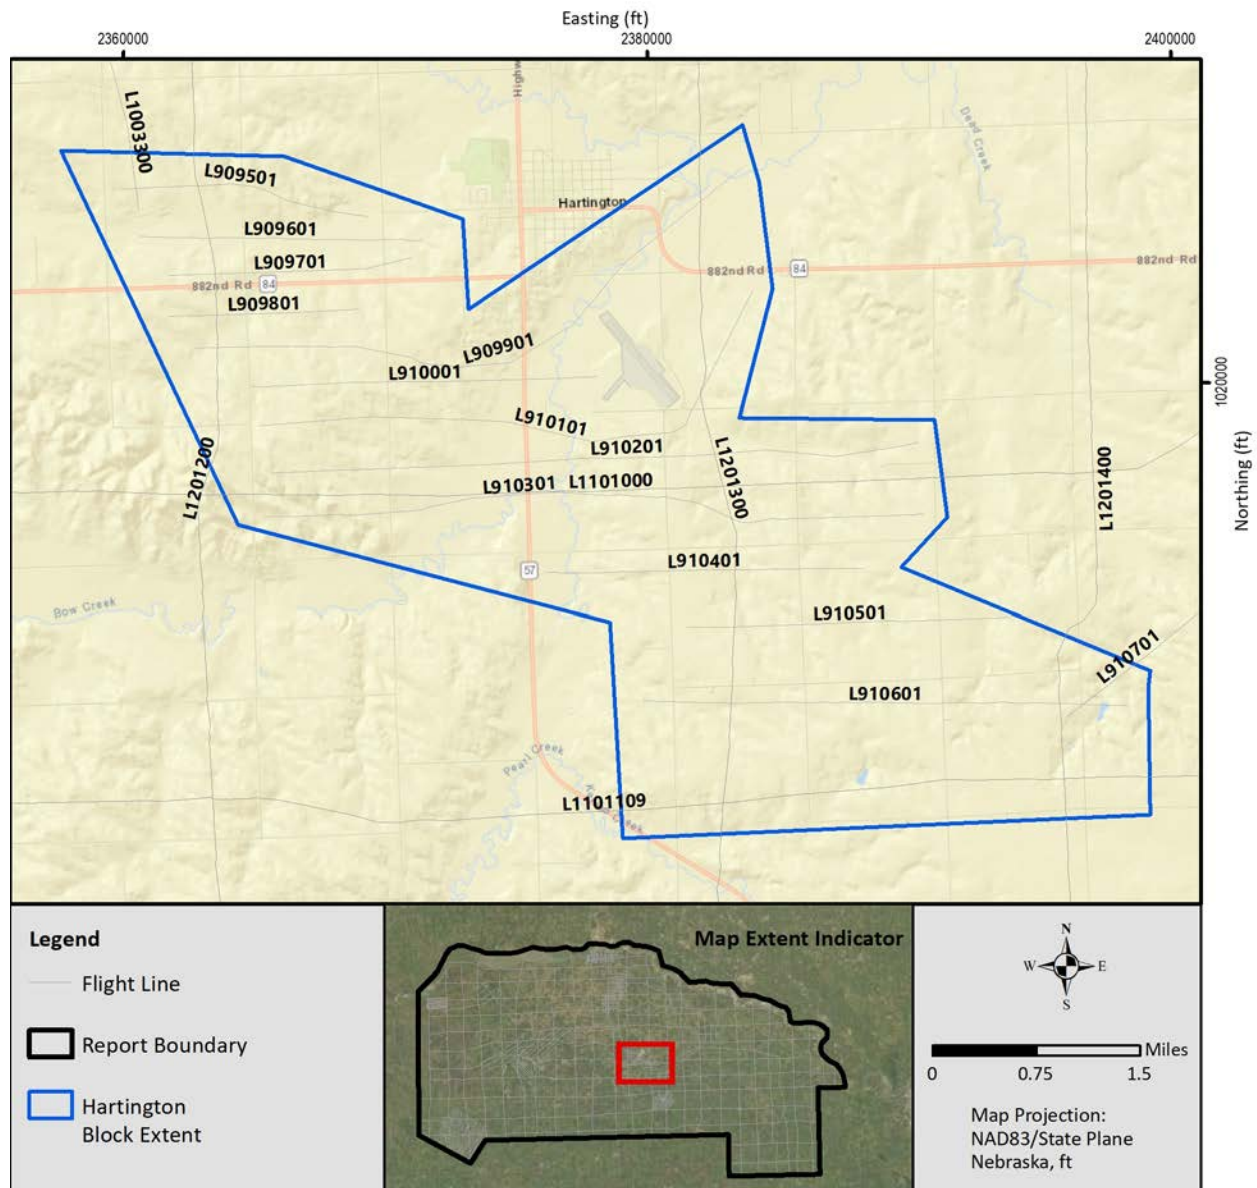 Easting (ft)
2360000
2380000
2400000
Highw
L1003300
Dead Creek
L909501
Hartington
L909601
L909701
882nd Rd
84
882nd Rd
84
882nd Rd
L909801
L909901
L910001
1020000
Northing (ft)
L910101
L910201
L1201200
L910301
L1101000
L1201300
L1201400
57
L910401
Bow Creek
L910501
L910701
L910601
Pearl Creek
L1101109
Creek
Legend
Flight Line
Report Boundary
Hartington
Block Extent
Map Extent Indicator
N
W
E
S
Miles
0
0.75
1.5
Map Projection:
NAD83/State Plane
Nebraska, ft